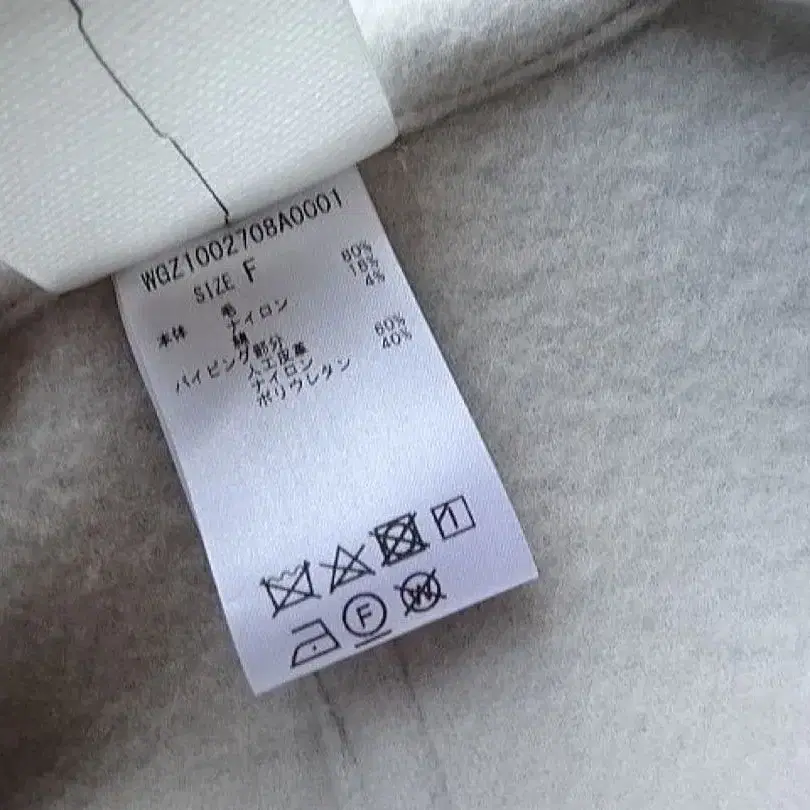 WGZ1002708A0001
SIZE F
本体 毛 80%
ナイロン 16%
4%
パイピング部分
人工皮革
ナイロン 60%
ポリウレタン 40%
F W